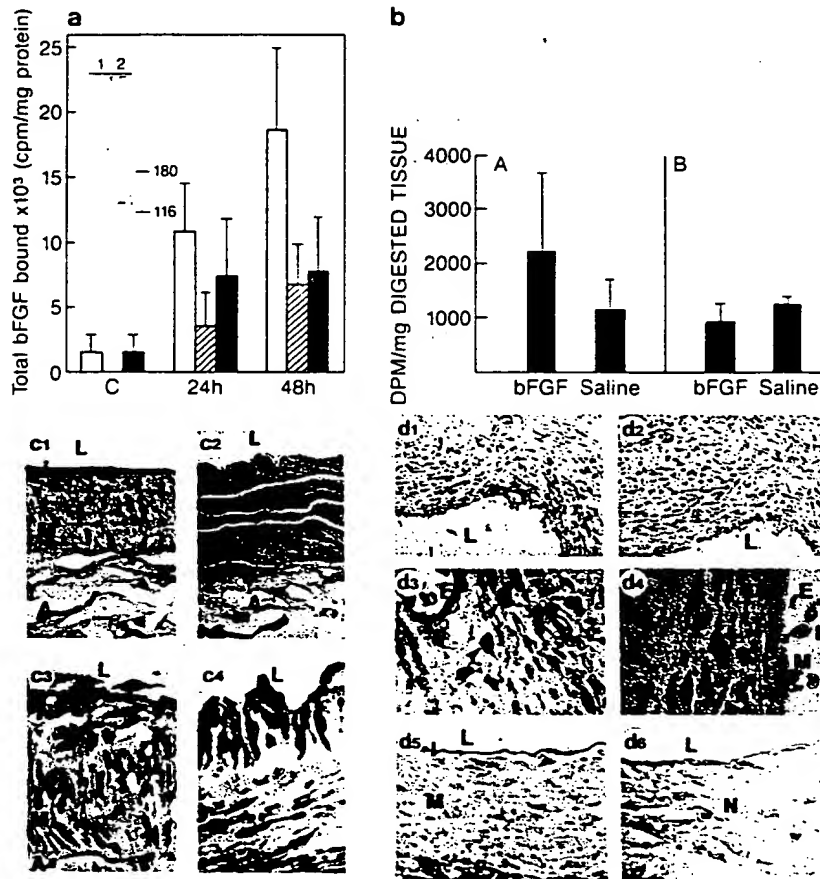 a
Total bFGF bound x10³ (cpm/mg protein)
25
20
15
10
5
0
1 2
180
116
C 24h 48h
b
DPM/mg DIGESTED TISSUE
4000
3000
2000
1000
A
B
bFGF Saline bFGF Saline
c1 L
A
c2 L
A
c3 L
A
c4 L
d1
L
d2
L
d3
E
d4
E
M
d5 L
M
d6 L
N